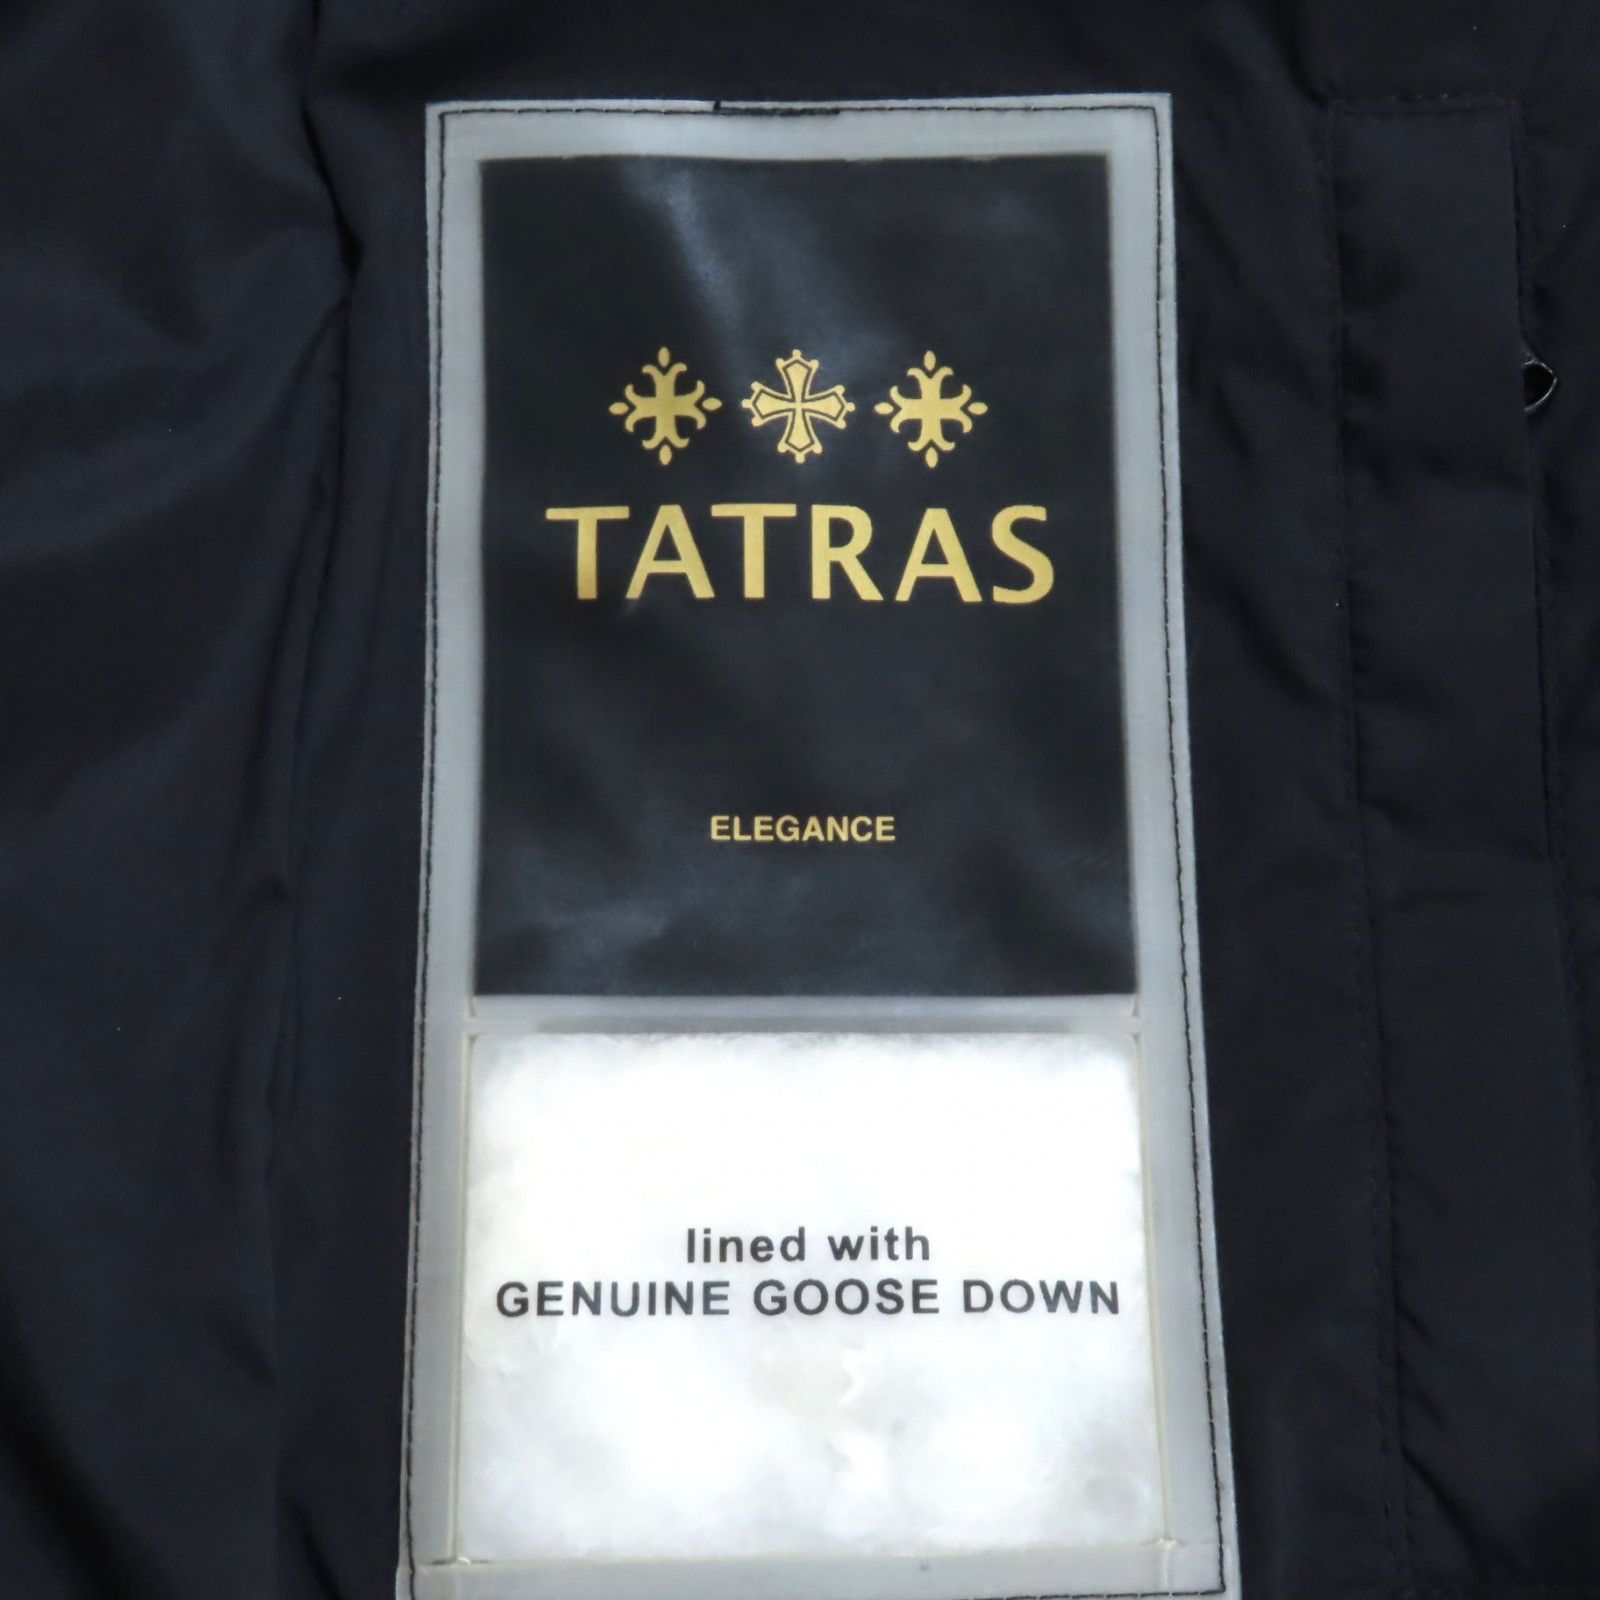 TATRAS
ELEGANCE
lined with
GENUINE GOOSE DOWN